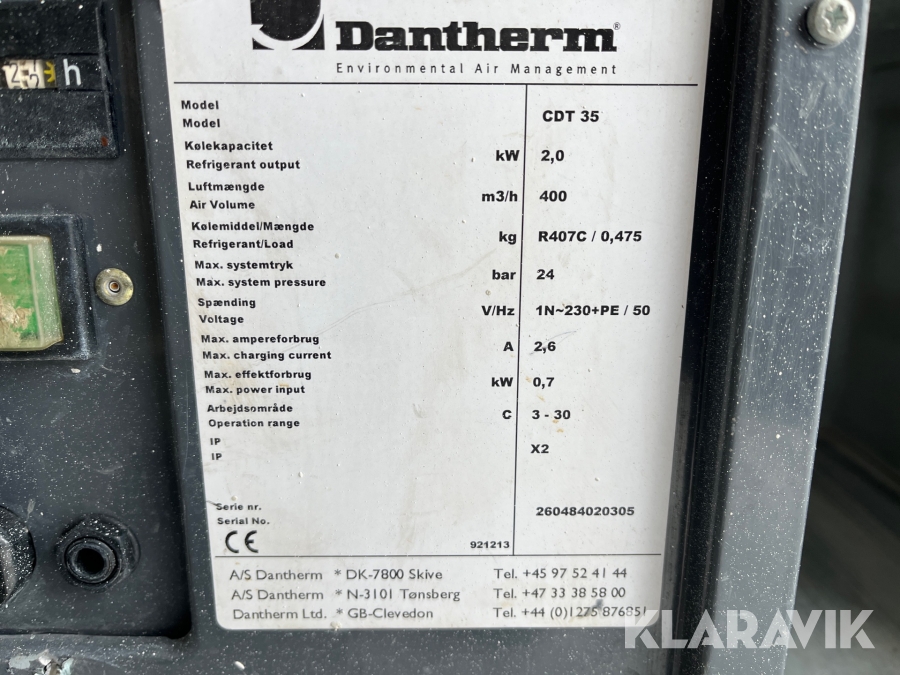 Dantherm®
Environmental Air Management
h
Model
Model
CDT 35
Kølekapacitet
Refrigerant output
kW 2,0
Luftmængde
Air Volume
m3/h 400
Kølemiddel/Mængde
Refrigerant/Load
kg R407C / 0,475
Max. systemtryk
Max. system pressure
bar 24
Spænding
Voltage
V/Hz 1N~230+PE / 50
Max. ampereforbrug
Max. charging current
A 2,6
Max. effektforbrug
Max. power input
kW 0,7
Arbejdsområde
Operation range
C 3 - 30
IP
IP
X2
Serie nr.
Serial No.
260484020305
CE 921213
A/S Dantherm * DK-7800 Skive Tel. +45 97 52 41 44
A/S Dantherm * N-3101 Tønsberg Tel. +47 33 38 58 00
Dantherm Ltd. * GB-Clevedon Tel. +44 (0)1275 876851
KLARAVIK